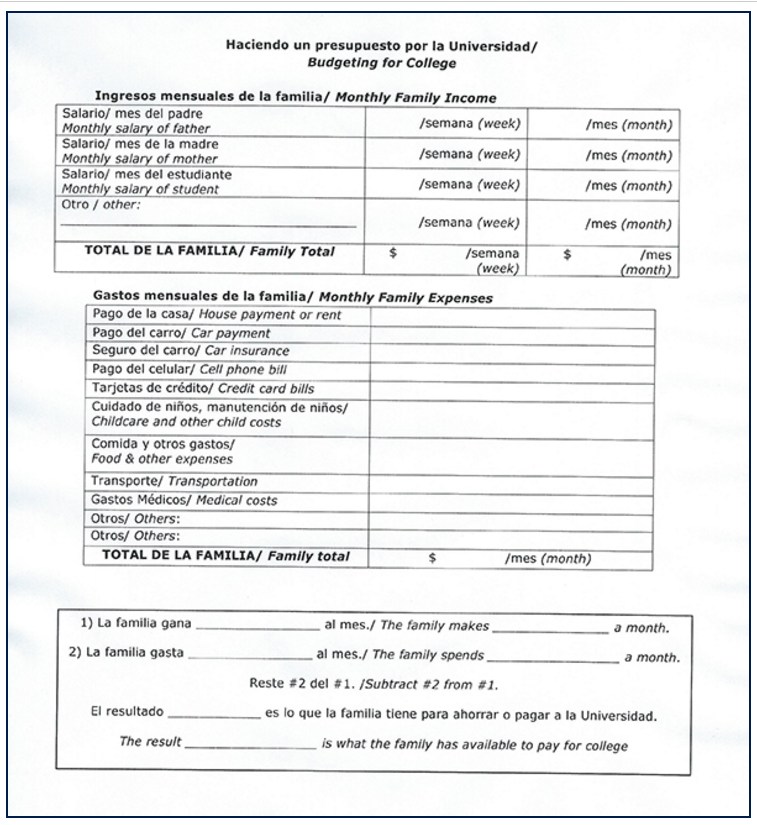 Haciendo un presupuesto por la Universidad/
Budgeting for College
Ingresos mensuales de la familia/ Monthly Family Income
Salario/ mes del padre
Monthly salary of father
/semana (week)
/mes (month)
Salario/ mes de la madre
Monthly salary of mother
/semana (week)
/mes (month)
Salario/ mes del estudiante
Monthly salary of student
/semana (week)
/mes (month)
Otro / other:
/semana (week)
/mes (month)
TOTAL DE LA FAMILIA/ Family Total
$ /semana
(week)
$ /mes
(month)
Gastos mensuales de la familia/ Monthly Family Expenses
Pago de la casa/ House payment or rent
Pago del carro/ Car payment
Seguro del carro/ Car insurance
Pago del celular/ Cell phone bill
Tarjetas de crédito/ Credit card bills
Cuidado de niños, manutención de niños/
Childcare and other child costs
Comida y otros gastos/
Food & other expenses
Transporte/ Transportation
Gastos Médicos/ Medical costs
Otros/ Others:
Otros/ Others:
TOTAL DE LA FAMILIA/ Family total
$ /mes (month)
1) La familia gana ____________ al mes./ The family makes ____________ a month.
2) La familia gasta ____________ al mes./ The family spends ____________ a month.
Reste #2 del #1. /Subtract #2 from #1.
El resultado ____________ es lo que la familia tiene para ahorrar o pagar a la Universidad.
The result ____________ is what the family has available to pay for college